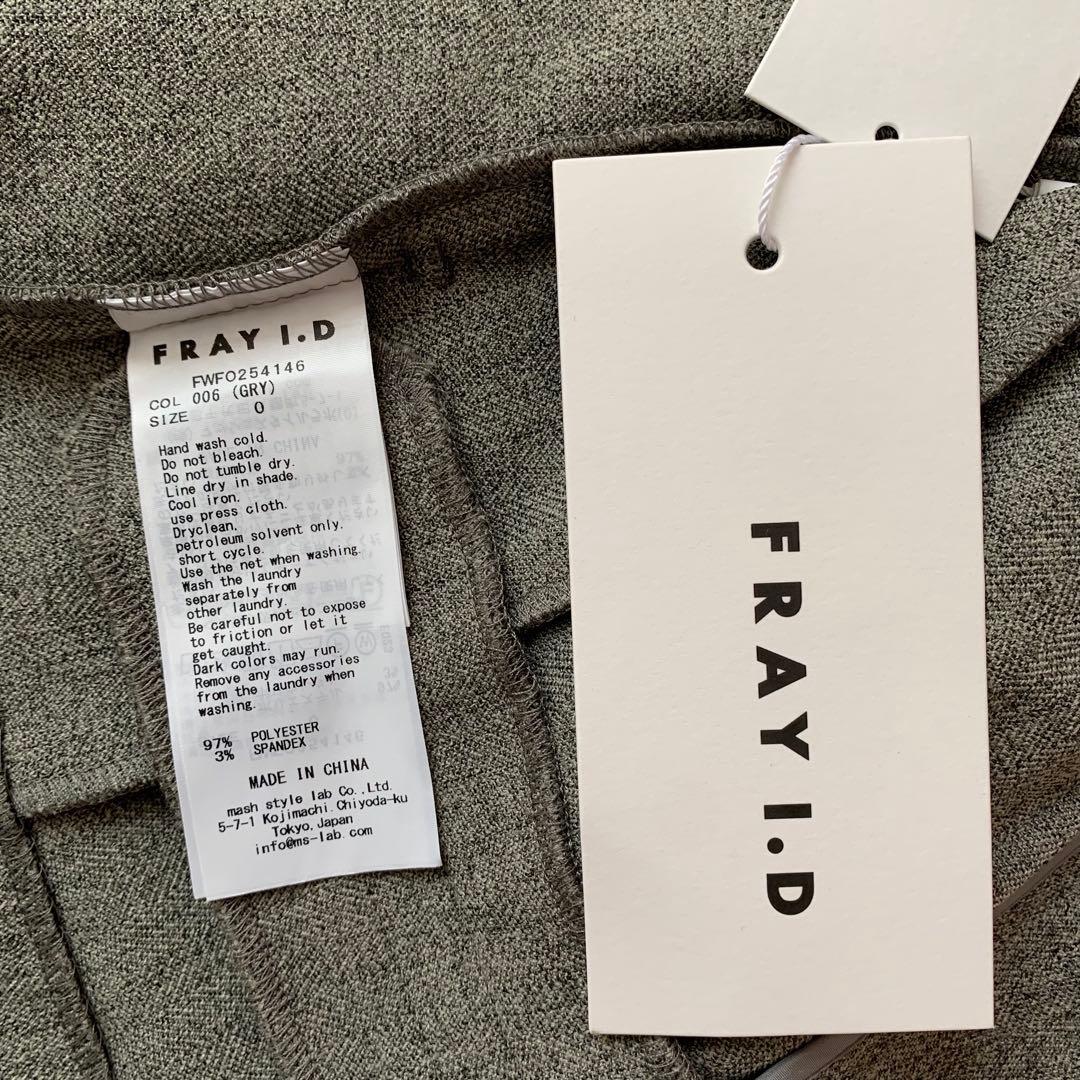 FRAY I.D
FWFO254146
COL 006 (GRY)
SIZE 0
Hand wash cold.
Do not bleach.
Do not tumble dry.
Line dry in shade.
Cool iron.
use press cloth.
Dryclean.
petroleum solvent only.
short cycle.
Use the net when washing.
Wash the laundry
separately from
other laundry.
Be careful not to expose
to friction or let it
get caught.
Dark colors may run.
Remove any accessories
from the laundry when
washing.
97% POLYESTER
3% SPANDEX
MADE IN CHINA
mash style lab Co.,Ltd.
5-7-1 Kojimachi.Chiyoda-ku
Tokyo,Japan
info@ms-lab.com
FRAY I.D